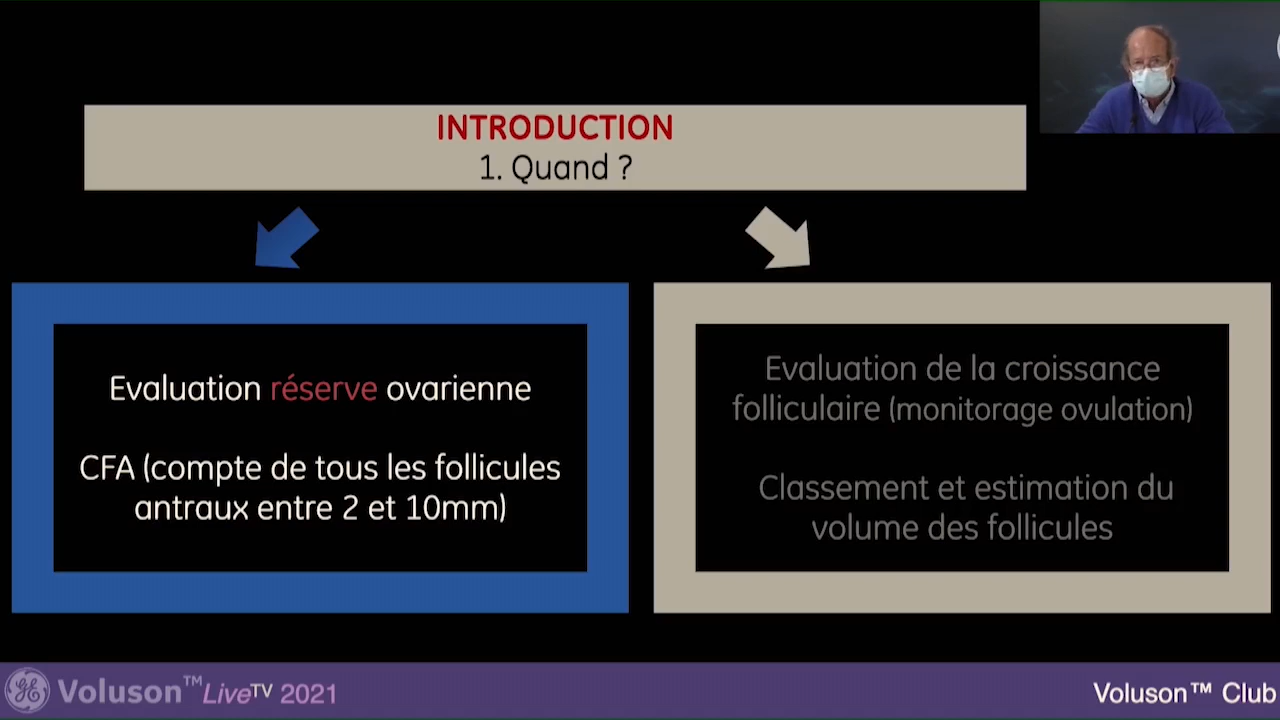 INTRODUCTION
1. Quand ?
Evaluation réserve ovarienne
CFA (compte de tous les follicules
antraux entre 2 et 10mm)
Evaluation de la croissance
folliculaire (monitorage ovulation)
Classement et estimation du
volume des follicules
Voluson™ LiveTV 2021
Voluson™ Club